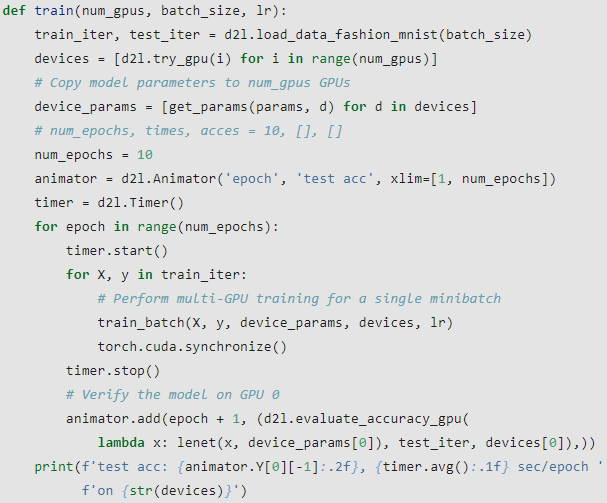 def train(num_gpus, batch_size, lr):
    train_iter, test_iter = d2l.load_data_fashion_mnist(batch_size)
    devices = [d2l.try_gpu(i) for i in range(num_gpus)]
    # Copy model parameters to num_gpus GPUs
    device_params = [get_params(params, d) for d in devices]
    # num_epochs, times, acces = 10, [], []
    num_epochs = 10
    animator = d2l.Animator('epoch', 'test acc', xlim=[1, num_epochs])
    timer = d2l.Timer()
    for epoch in range(num_epochs):
        timer.start()
        for X, y in train_iter:
            # Perform multi-GPU training for a single minibatch
            train_batch(X, y, device_params, devices, lr)
            torch.cuda.synchronize()
        timer.stop()
        # Verify the model on GPU 0
        animator.add(epoch + 1, (d2l.evaluate_accuracy_gpu(
            lambda x: lenet(x, device_params[0]), test_iter, devices[0]),))
    print(f'test acc: {animator.Y[0][-1]:.2f}, {timer.avg():.1f} sec/epoch '
          f'on {str(devices)}')